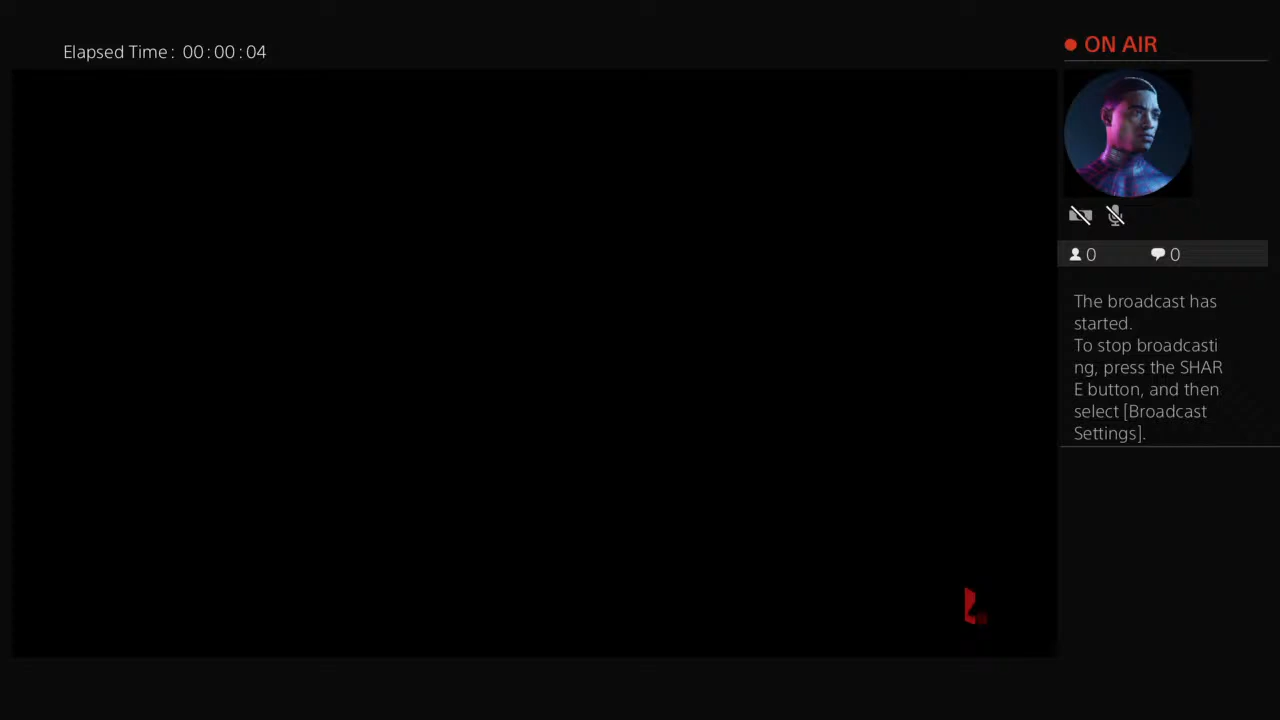 Elapsed Time: 00:00:04
ON AIR
0
0
The broadcast has
started.
To stop broadcasti
ng, press the SHAR
E button, and then
select [Broadcast
Settings].